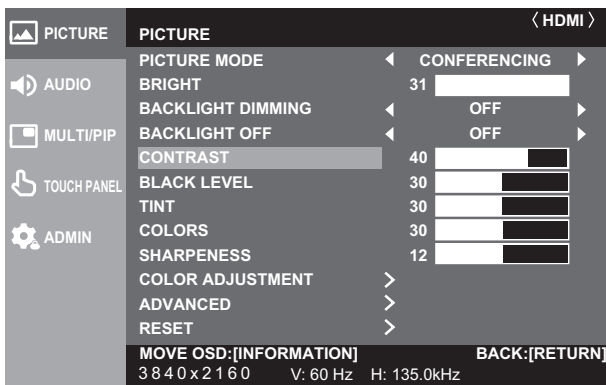 PICTURE
AUDIO
MULTI/PIP
TOUCH PANEL
ADMIN
PICTURE 〈 HDMI 〉
PICTURE MODE CONFERENCING
BRIGHT 31
BACKLIGHT DIMMING OFF
BACKLIGHT OFF OFF
CONTRAST 40
BLACK LEVEL 30
TINT 30
COLORS 30
SHARPENESS 12
COLOR ADJUSTMENT
ADVANCED
RESET
MOVE OSD:[INFORMATION] BACK:[RETURN]
3840x2160 V: 60 Hz H: 135.0kHz